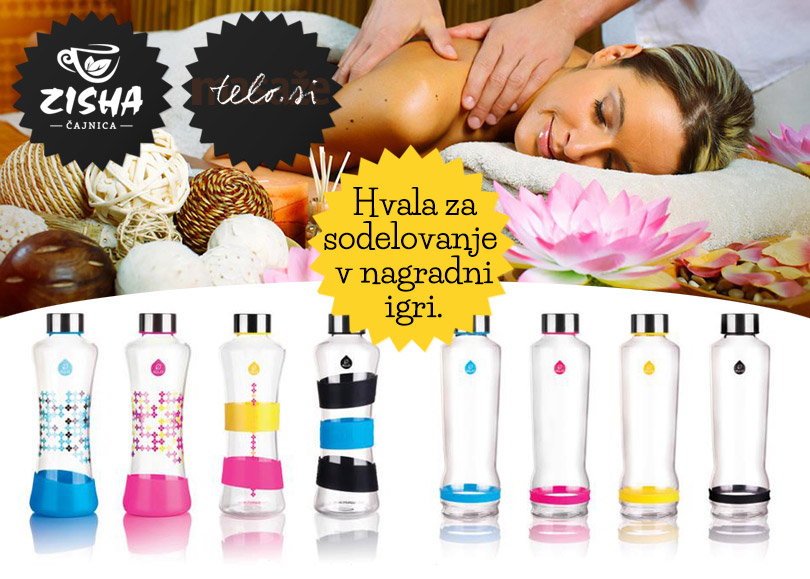 ZISHA
ČAJNICA
telo.si
Hvala za
sodelovanje
v nagradni
igri.